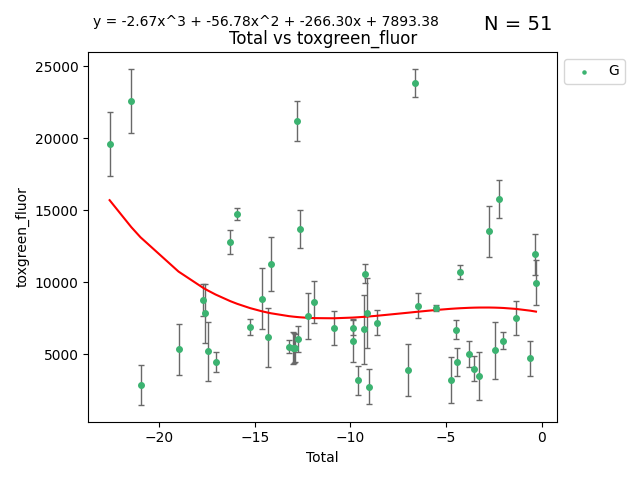 y = -2.67x^3 + -56.78x^2 + -266.30x + 7893.38
N = 51
Total vs toxgreen_fluor
G
25000
20000
15000
10000
5000
toxgreen_fluor
−20
−15
−10
−5
0
Total